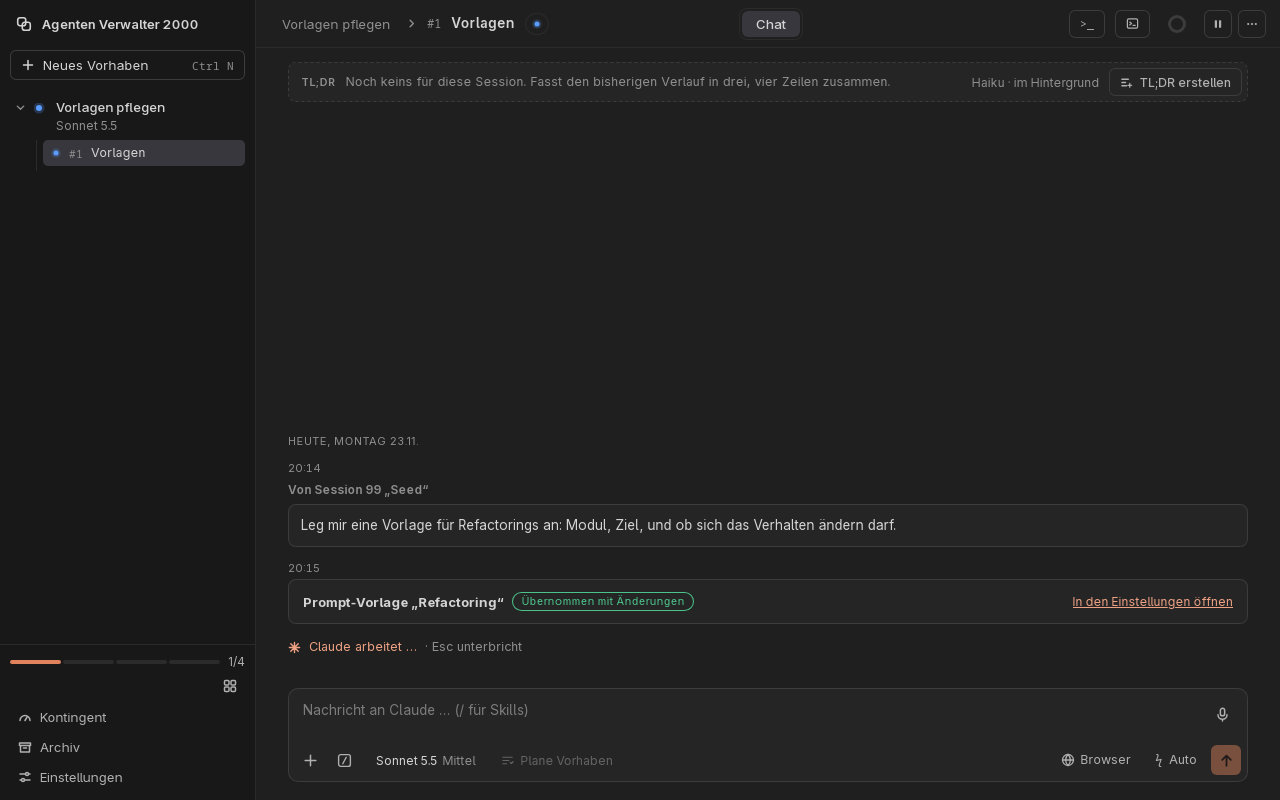 Agenten Verwalter 2000
Neues Vorhaben Ctrl N
Vorlagen pflegen
Sonnet 5.5
#1 Vorlagen
1/4
Kontingent
Archiv
Einstellungen
Vorlagen pflegen #1 Vorlagen
Chat
>_
TL;DR Noch keins für diese Session. Fasst den bisherigen Verlauf in drei, vier Zeilen zusammen. Haiku · im Hintergrund TL;DR erstellen
HEUTE, MONTAG 23.11.
20:14
Von Session 99 „Seed“
Leg mir eine Vorlage für Refactorings an: Modul, Ziel, und ob sich das Verhalten ändern darf.
20:15
Prompt-Vorlage „Refactoring“ Übernommen mit Änderungen In den Einstellungen öffnen
Claude arbeitet … · Esc unterbricht
Nachricht an Claude … (/ für Skills)
Sonnet 5.5 Mittel Plane Vorhaben Browser Auto